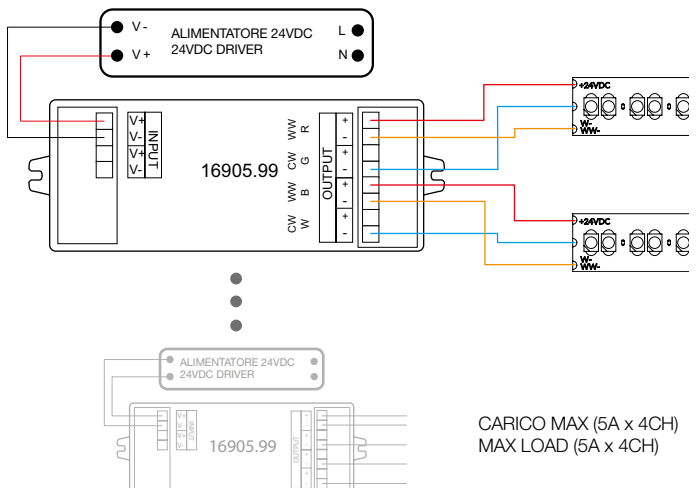 V -
V +
ALIMENTATORE 24VDC
24VDC DRIVER
L
N
V+
V-
V+
V-
INPUT
16905.99
WW
CW
WW
CW
R
G
B
W
OUTPUT
+
-
+
-
+
-
+
-
+24VDC
W-
WW-
+24VDC
W-
WW-
ALIMENTATORE 24VDC
24VDC DRIVER
V+
V-
V+
V-
INPUT
16905.99
OUTPUT
+
-
+
-
CARICO MAX (5A x 4CH)
MAX LOAD (5A x 4CH)